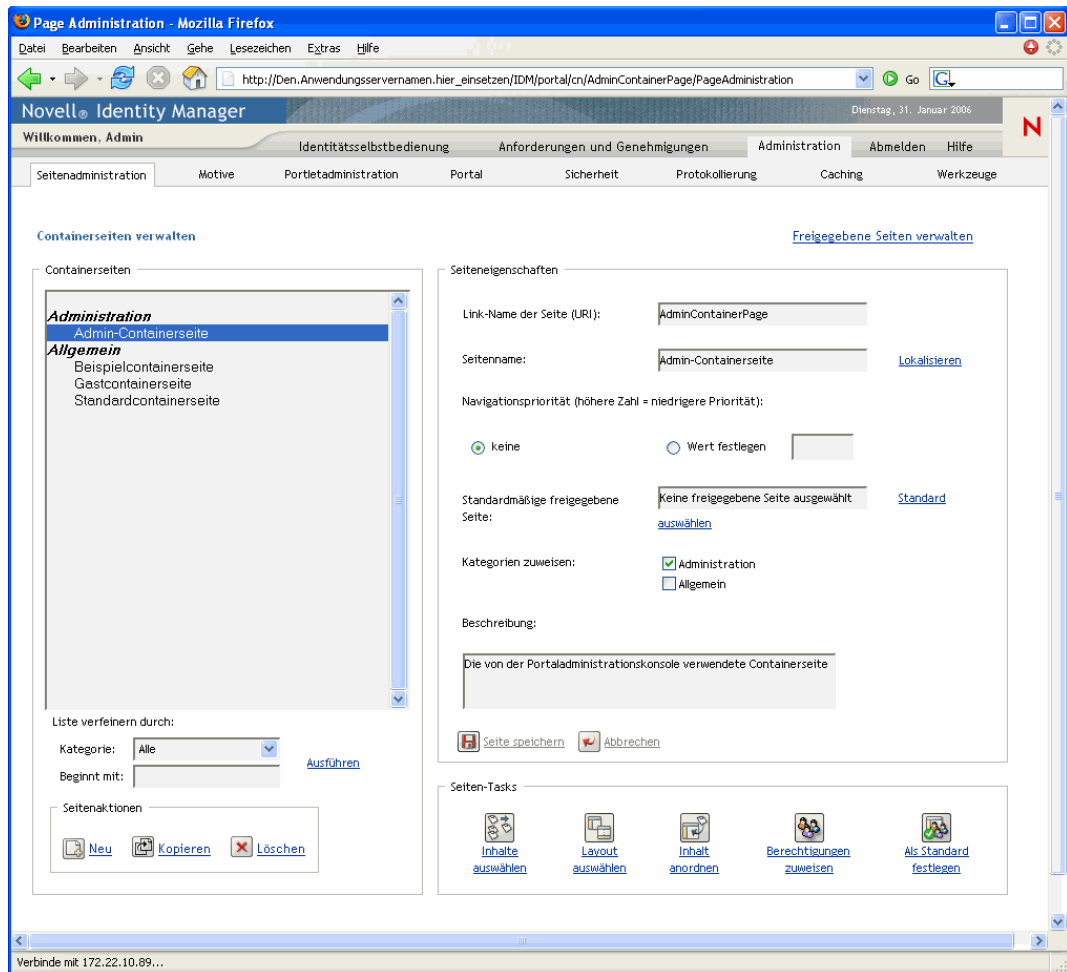 Page Administration - Mozilla Firefox
Datei Bearbeiten Ansicht Gehe Lesezeichen Extras Hilfe
http://Den.Anwendungsservernamen.hier_einsetzen/IDM/portal/cn/AdminContainerPage/PageAdministration Go G
Novell® Identity Manager Dienstag, 31. Januar 2006
N
Willkommen, Admin
Identitätsselbstbedienung Anforderungen und Genehmigungen Administration Abmelden Hilfe
Seitenadministration Motive Portletadministration Portal Sicherheit Protokollierung Caching Werkzeuge
Containerseiten verwalten Freigegebene Seiten verwalten
Containerseiten
Administration
Admin-Containerseite
Allgemein
Beispielcontainerseite
Gastcontainerseite
Standardcontainerseite
Liste verfeinern durch:
Kategorie: Alle
Ausführen
Beginnt mit:
Seitenaktionen
Neu Kopieren Löschen
Seiteneigenschaften
Link-Name der Seite (URI): AdminContainerPage
Seitenname: Admin-Containerseite Lokalisieren
Navigationspriorität (höhere Zahl = niedrigere Priorität):
keine Wert festlegen
Standardmäßige freigegebene Seite: Keine freigegebene Seite ausgewählt Standard
auswählen
Kategorien zuweisen: Administration
Allgemein
Beschreibung:
Die von der Portaladministrationskonsole verwendete Containerseite
Seite speichern Abbrechen
Seiten-Tasks
Inhalte auswählen Layout auswählen Inhalt anordnen Berechtigungen zuweisen Als Standard festlegen
Verbinde mit 172.22.10.89...